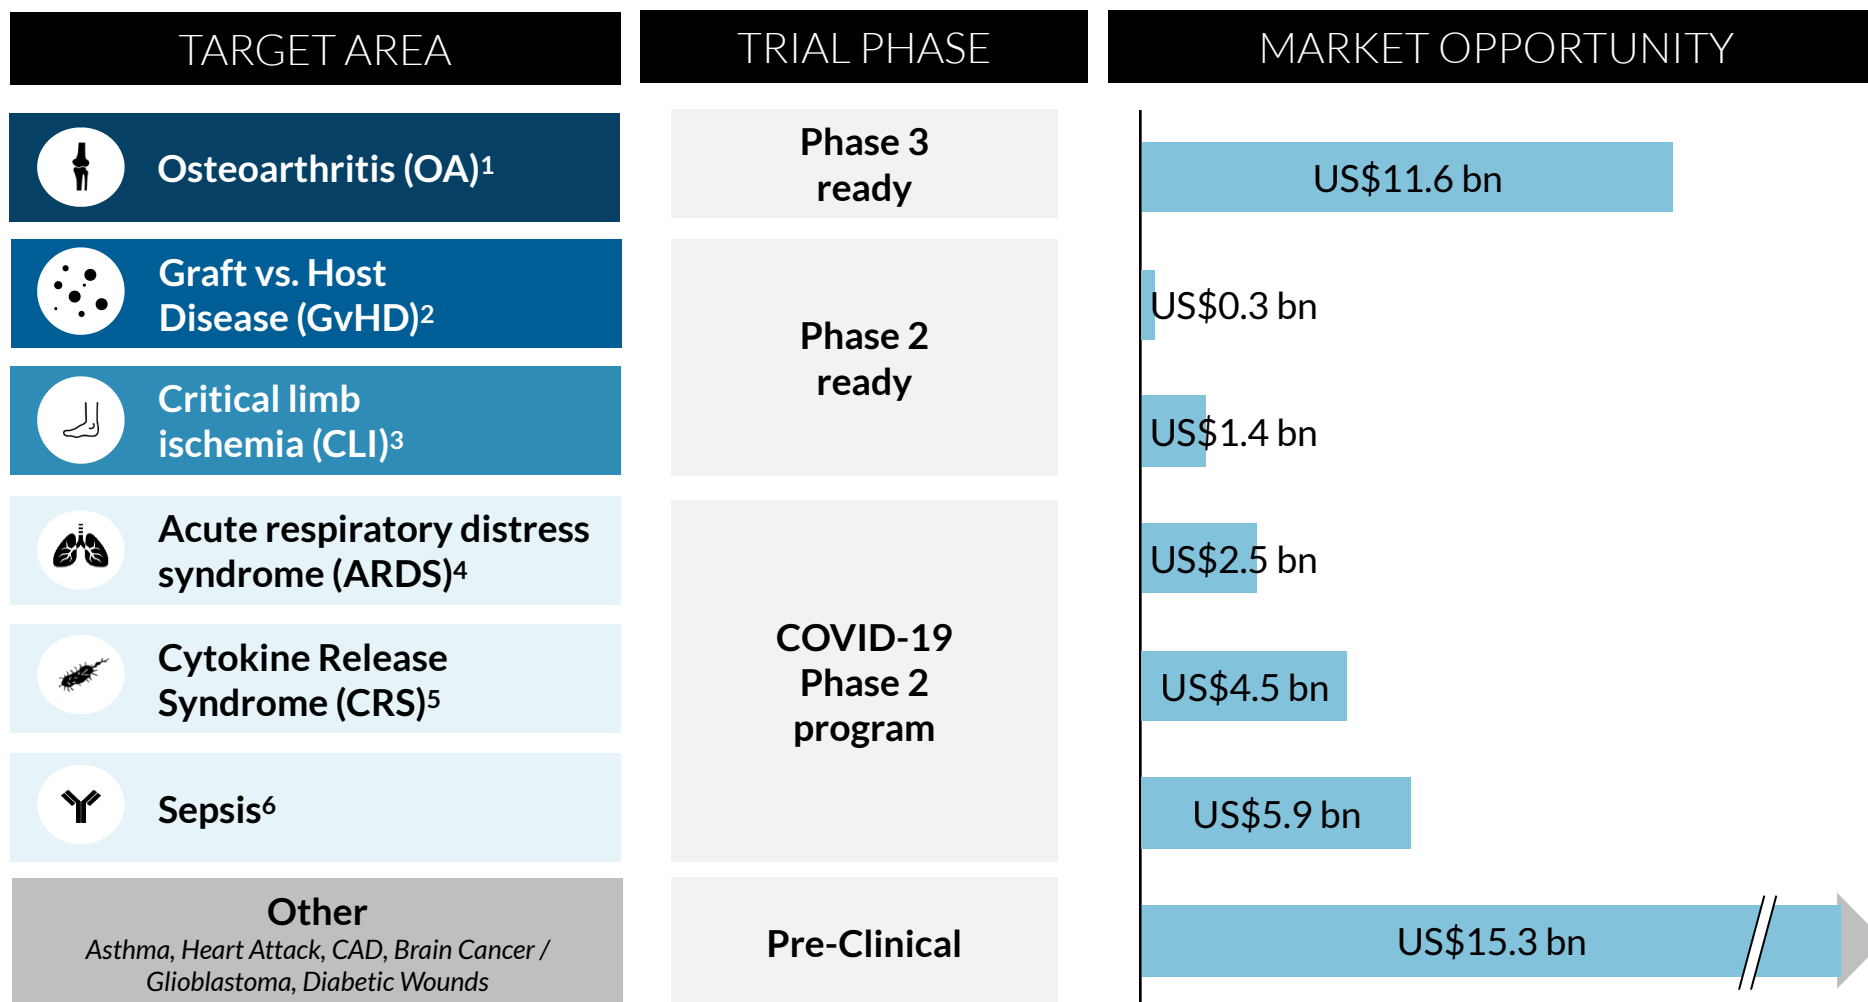 TARGET AREA
TRIAL PHASE
MARKET OPPORTUNITY
Osteoarthritis (OA)¹
Phase 3
ready
US$11.6 bn
Graft vs. Host
Disease (GvHD)²
Phase 2
ready
US$0.3 bn
Critical limb
ischemia (CLI)³
US$1.4 bn
Acute respiratory distress
syndrome (ARDS)⁴
COVID-19
Phase 2
program
US$2.5 bn
Cytokine Release
Syndrome (CRS)⁵
US$4.5 bn
Sepsis⁶
US$5.9 bn
Other
Asthma, Heart Attack, CAD, Brain Cancer /
Glioblastoma, Diabetic Wounds
Pre-Clinical
US$15.3 bn